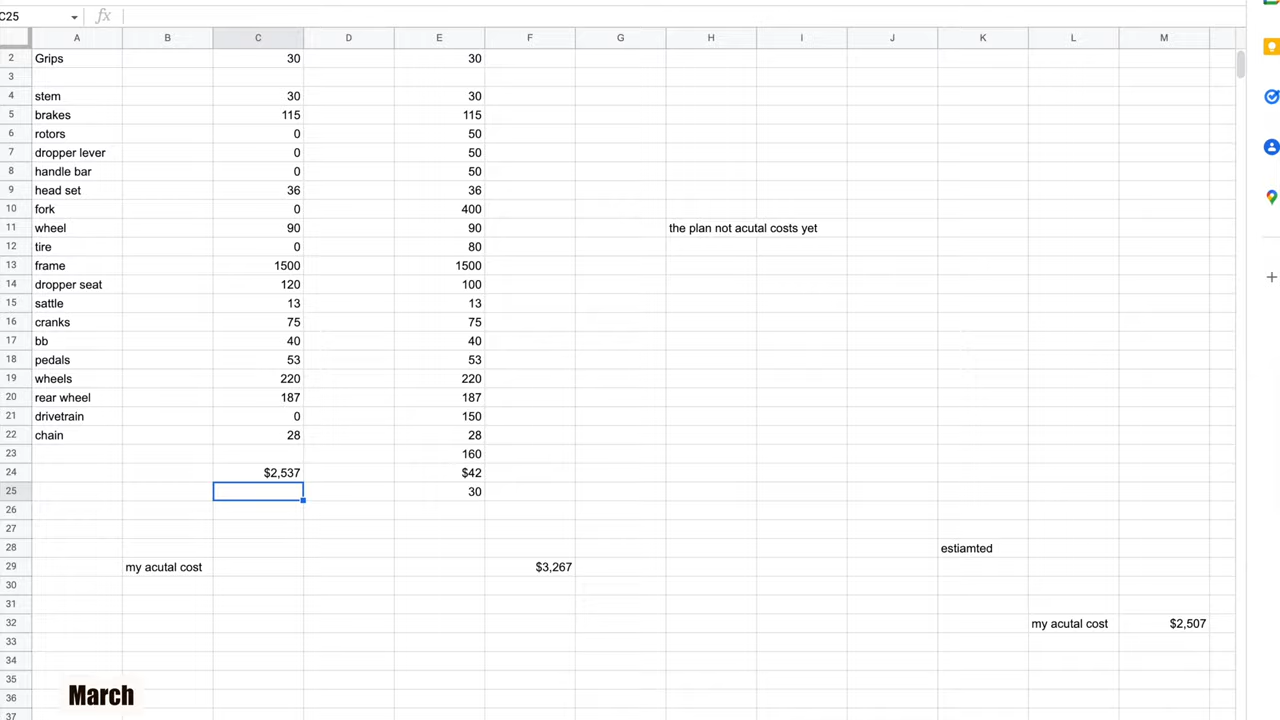 C25 fx
A B C D E F G H I J K L M
2 Grips 30 30
3
4 stem 30 30
5 brakes 115 115
6 rotors 0 50
7 dropper lever 0 50
8 handle bar 0 50
9 head set 36 36
10 fork 0 400
11 wheel 90 90 the plan not acutal costs yet
12 tire 0 80
13 frame 1500 1500
14 dropper seat 120 100
15 sattle 13 13
16 cranks 75 75
17 bb 40 40
18 pedals 53 53
19 wheels 220 220
20 rear wheel 187 187
21 drivetrain 0 150
22 chain 28 28
23 160
24 $2,537 $42
25 30
26
27
28 estiamted
29 my acutal cost $3,267
30
31
32 my acutal cost $2,507
33
34
35
36
37
March